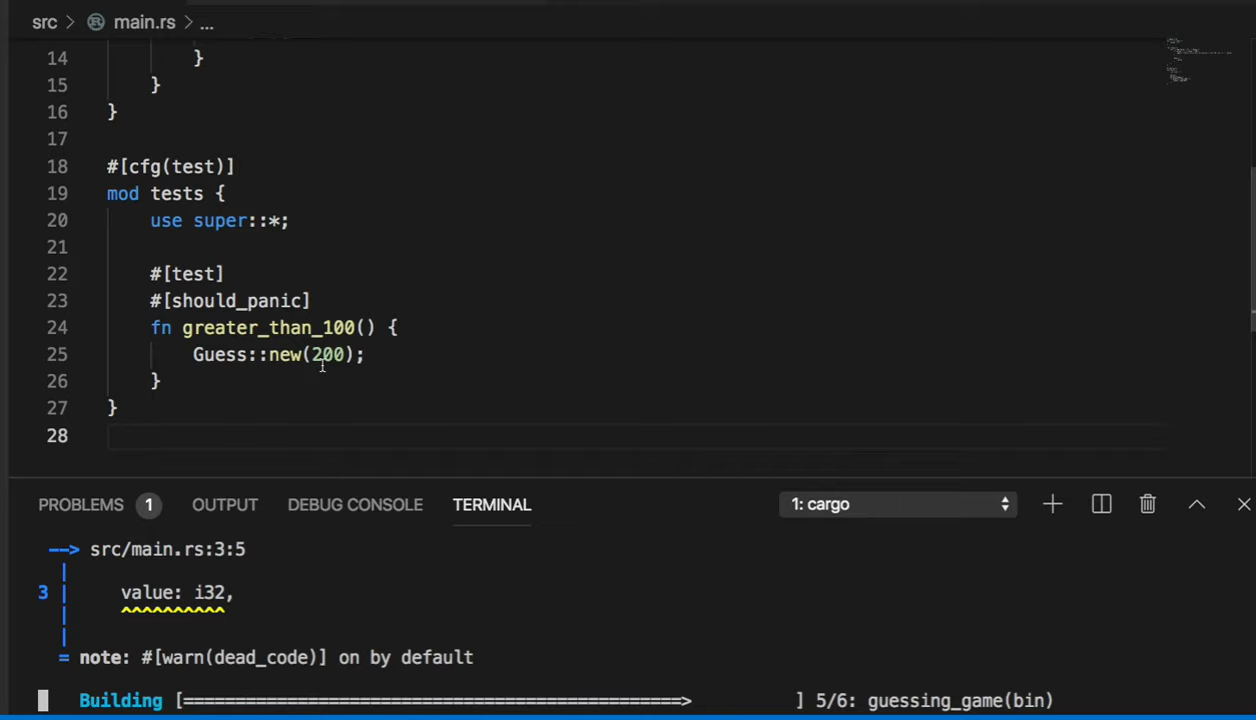 src > main.rs > ...
14 }
15 }
16 }
17
18 #[cfg(test)]
19 mod tests {
20 use super::*;
21
22 #[test]
23 #[should_panic]
24 fn greater_than_100() {
25 Guess::new(200);
26 }
27 }
28
PROBLEMS 1 OUTPUT DEBUG CONSOLE TERMINAL 1: cargo
--> src/main.rs:3:5
|
3 | value: i32,
| ^^^^^^^^^^
|
= note: #[warn(dead_code)] on by default
Building [===============================================> ] 5/6: guessing_game(bin)